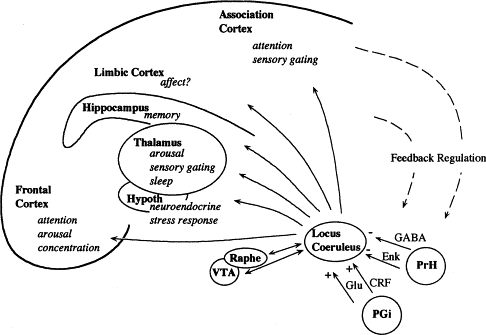 Association
Cortex
attention
sensory gating
Limbic Cortex
affect?
Hippocampus
memory
Thalamus
arousal
sensory gating
sleep
Feedback Regulation
Frontal
Cortex
attention
arousal
concentration
Hypoth
neuroendocrine
stress response
Locus
Coeruleus
-
GABA
-
Enk
PrH
Raphe
VTA
+
Glu
+
CRF
PGi